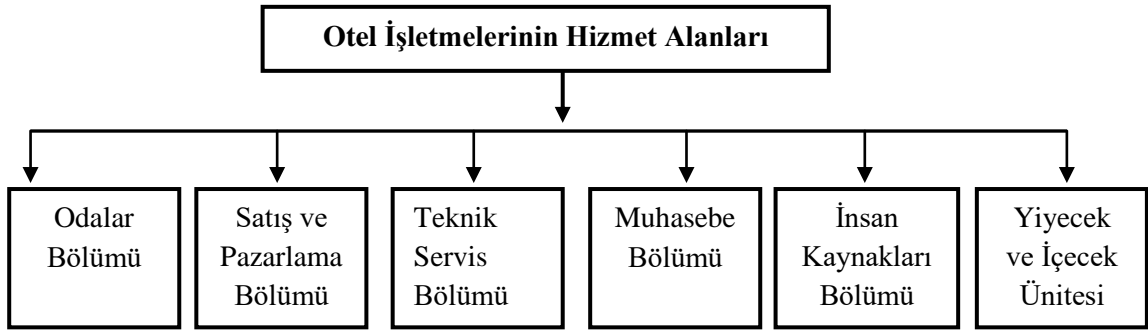 Otel İşletmelerinin Hizmet Alanları
Odalar
Bölümü
Satış ve
Pazarlama
Bölümü
Teknik
Servis
Bölümü
Muhasebe
Bölümü
İnsan
Kaynakları
Bölümü
Yiyecek
ve İçecek
Ünitesi